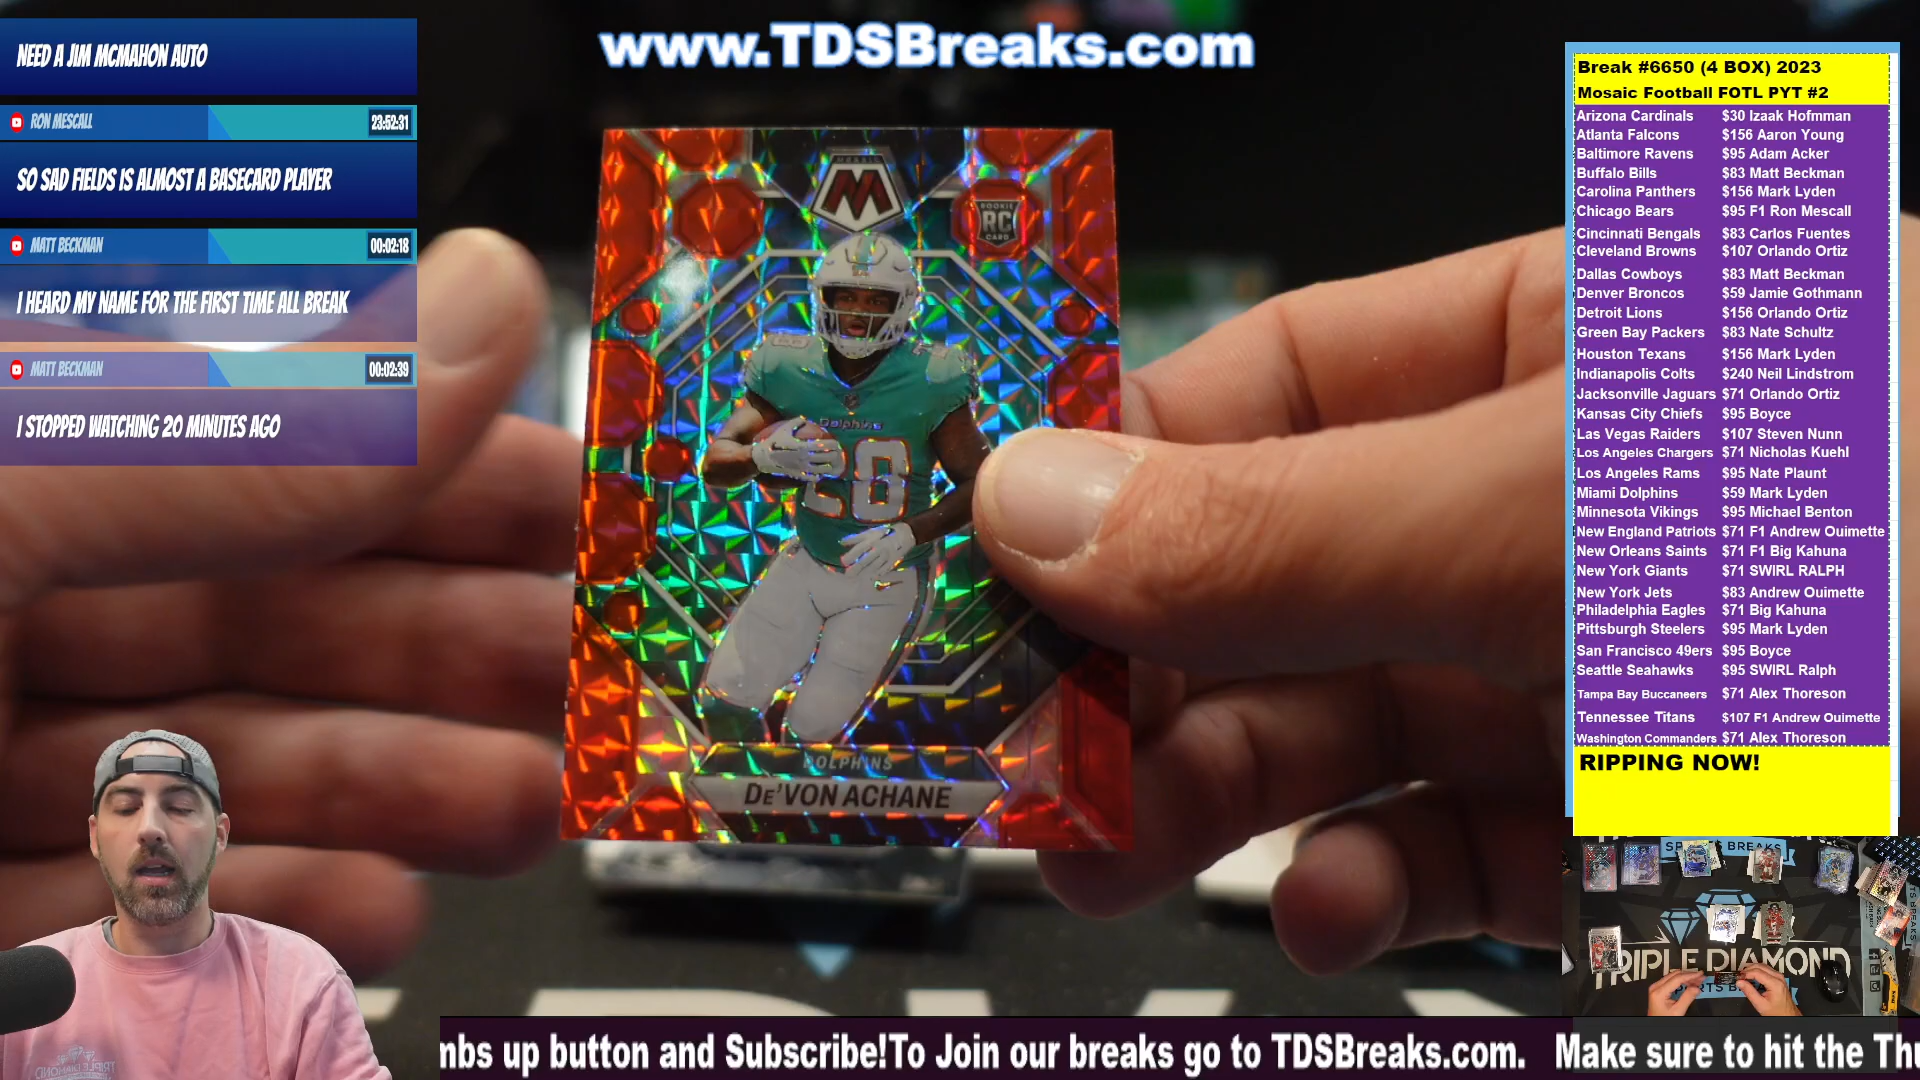 www.TDSBreaks.com
NEED A JIM MCMAHON AUTO
RON MESCALL 23:52:31
SO SAD FIELDS IS ALMOST A BASECARD PLAYER
MATT BECKMAN 00:02:18
I HEARD MY NAME FOR THE FIRST TIME ALL BREAK
MATT BECKMAN 00:02:39
I STOPPED WATCHING 20 MINUTES AGO
MOSAIC
M
ROOKIE
RC
CARD
Dolphins
28
DOLPHINS
DE'VON ACHANE
Break #6650 (4 BOX) 2023
Mosaic Football FOTL PYT #2
Arizona Cardinals $30 Izaak Hofmman
Atlanta Falcons $156 Aaron Young
Baltimore Ravens $95 Adam Acker
Buffalo Bills $83 Matt Beckman
Carolina Panthers $156 Mark Lyden
Chicago Bears $95 F1 Ron Mescall
Cincinnati Bengals $83 Carlos Fuentes
Cleveland Browns $107 Orlando Ortiz
Dallas Cowboys $83 Matt Beckman
Denver Broncos $59 Jamie Gothmann
Detroit Lions $156 Orlando Ortiz
Green Bay Packers $83 Nate Schultz
Houston Texans $156 Mark Lyden
Indianapolis Colts $240 Neil Lindstrom
Jacksonville Jaguars $71 Orlando Ortiz
Kansas City Chiefs $95 Boyce
Las Vegas Raiders $107 Steven Nunn
Los Angeles Chargers $71 Nicholas Kuehl
Los Angeles Rams $95 Nate Plaunt
Miami Dolphins $59 Mark Lyden
Minnesota Vikings $95 Michael Benton
New England Patriots $71 F1 Andrew Ouimette
New Orleans Saints $71 F1 Big Kahuna
New York Giants $71 SWIRL RALPH
New York Jets $83 Andrew Ouimette
Philadelphia Eagles $71 Big Kahuna
Pittsburgh Steelers $95 Mark Lyden
San Francisco 49ers $95 Boyce
Seattle Seahawks $95 SWIRL Ralph
Tampa Bay Buccaneers $71 Alex Thoreson
Tennessee Titans $107 F1 Andrew Ouimette
Washington Commanders $71 Alex Thoreson
RIPPING NOW!
TRIPLE DIAMOND
mbs up button and Subscribe!To Join our breaks go to TDSBreaks.com. Make sure to hit the Thu